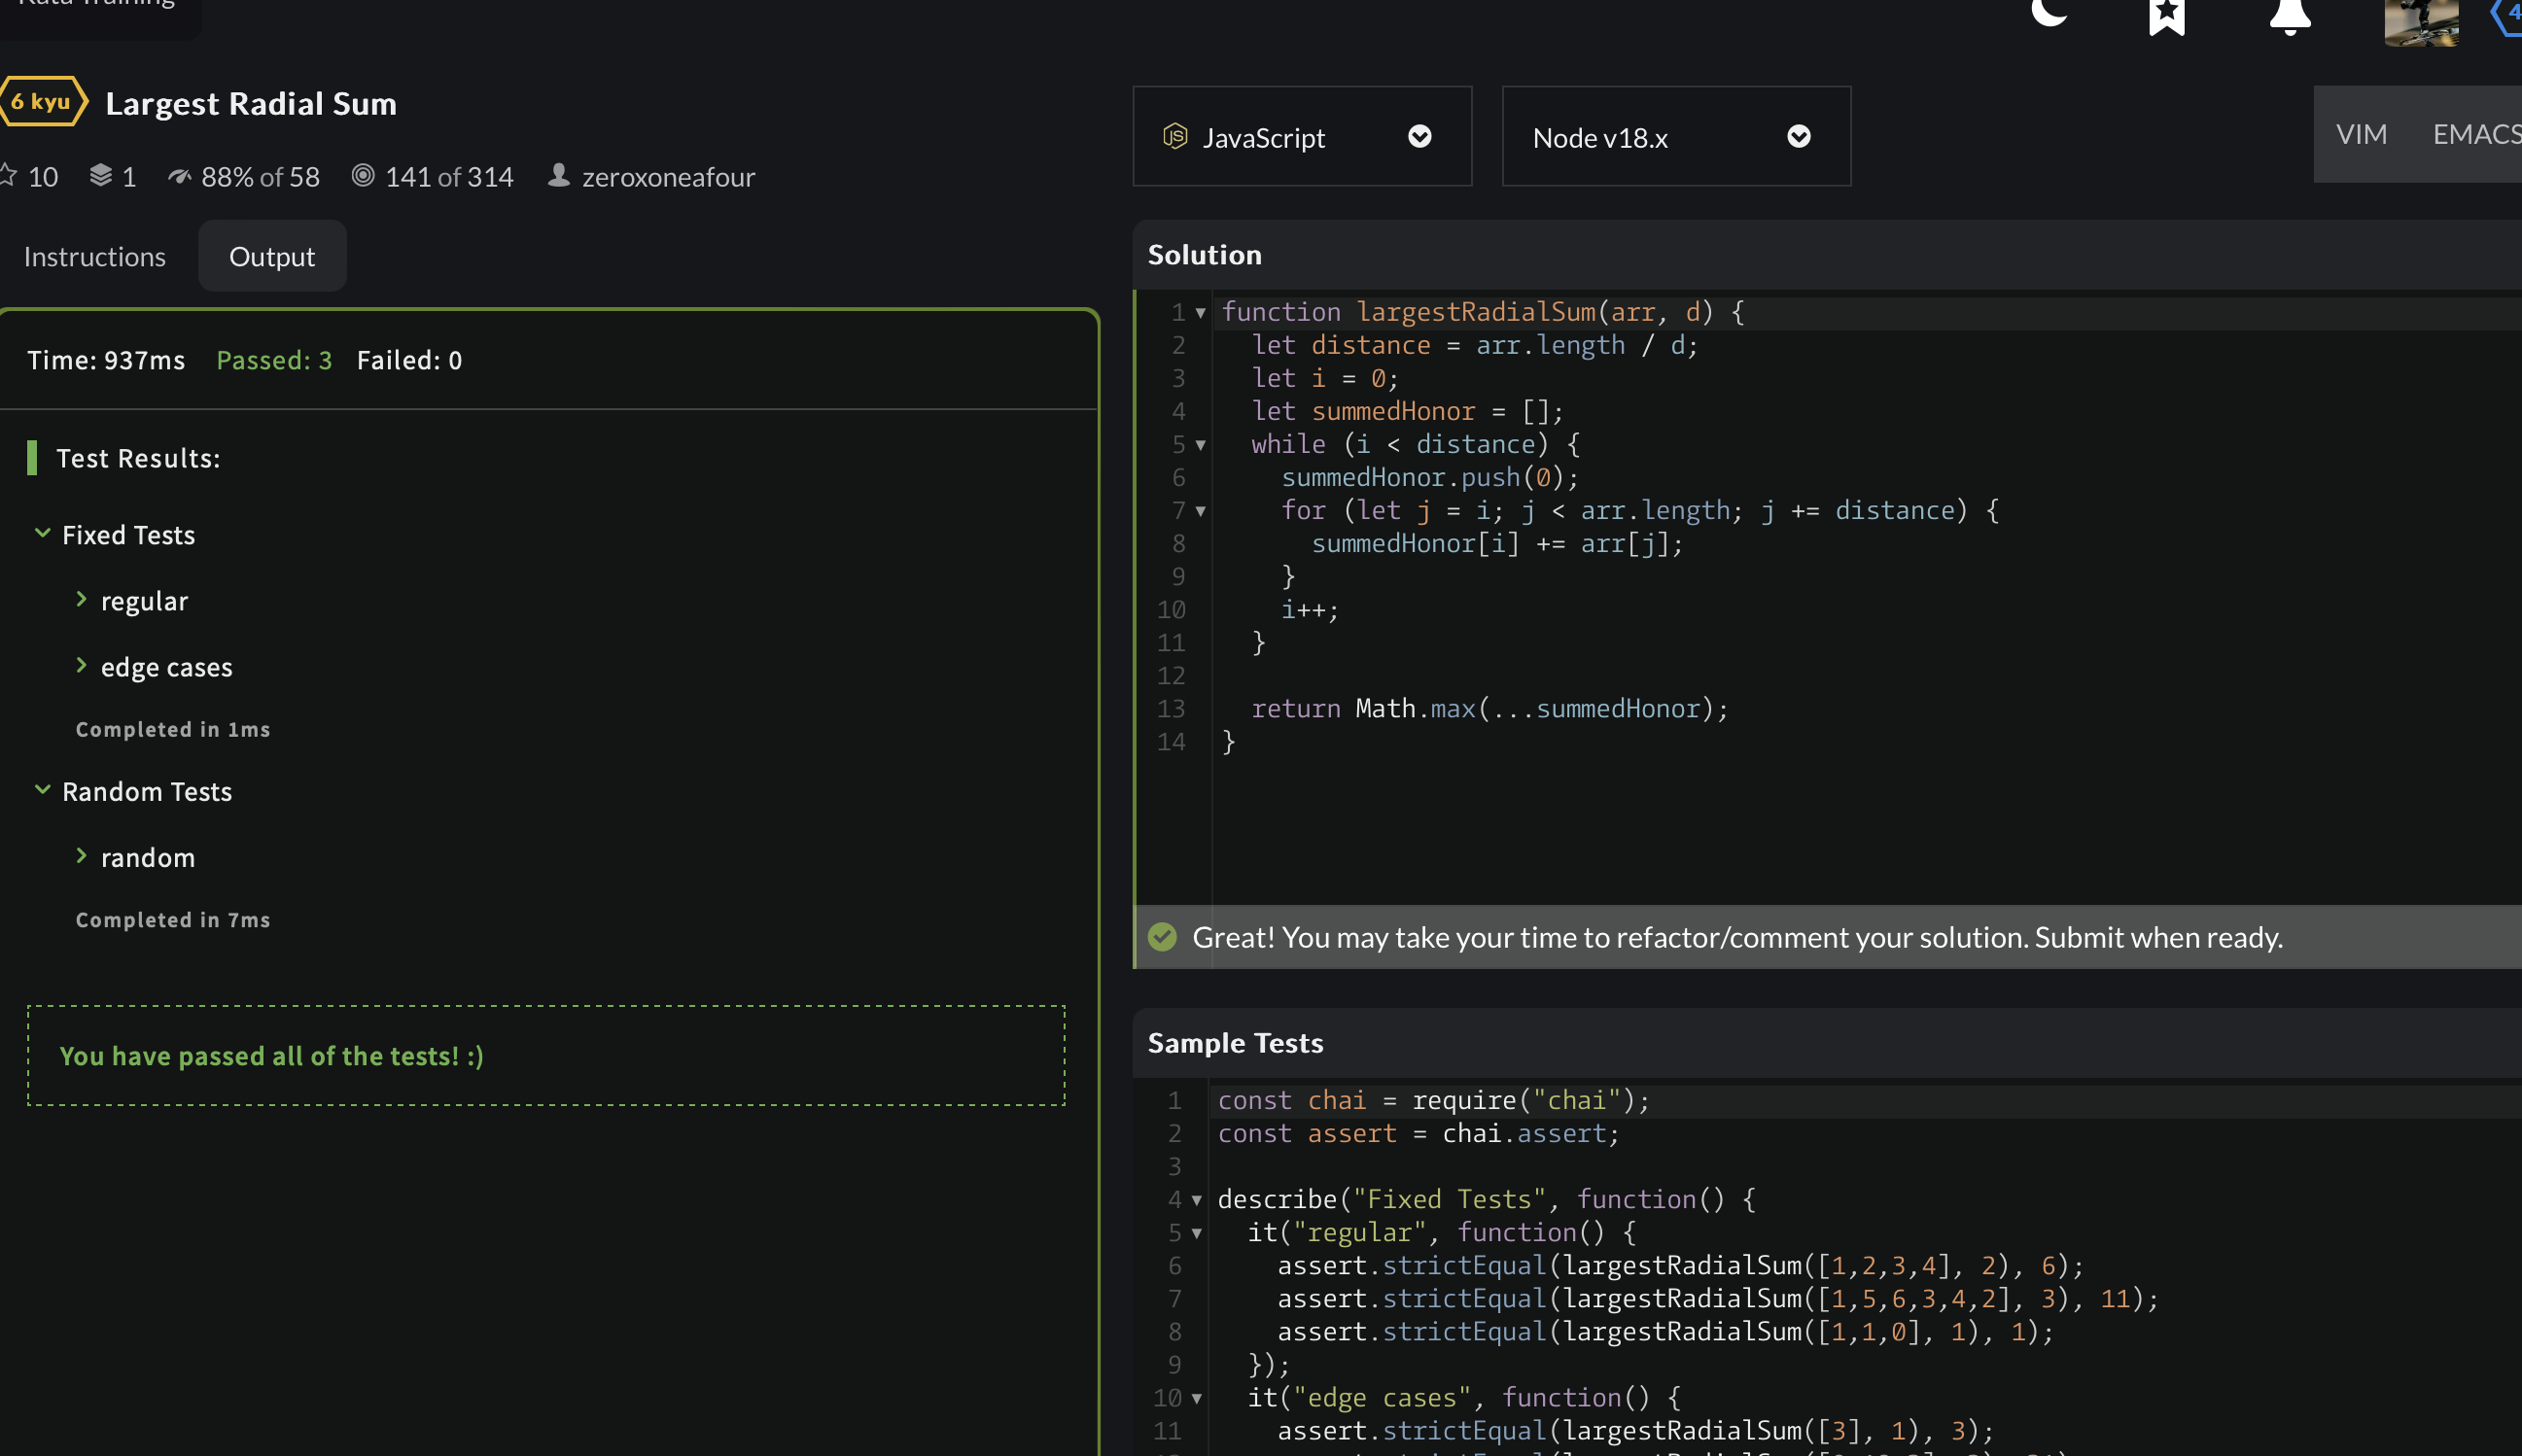 Kata Training
4
6 kyu Largest Radial Sum
10 1 88% of 58 141 of 314 zeroxoneafour
Instructions Output
Time: 937ms Passed: 3 Failed: 0
Test Results:
Fixed Tests
regular
edge cases
Completed in 1ms
Random Tests
random
Completed in 7ms
You have passed all of the tests! :)
JS JavaScript Node v18.x VIM EMACS
Solution
1 function largestRadialSum(arr, d) {
2 let distance = arr.length / d;
3 let i = 0;
4 let summedHonor = [];
5 while (i < distance) {
6 summedHonor.push(0);
7 for (let j = i; j < arr.length; j += distance) {
8 summedHonor[i] += arr[j];
9 }
10 i++;
11 }
12
13 return Math.max(...summedHonor);
14 }
Great! You may take your time to refactor/comment your solution. Submit when ready.
Sample Tests
1 const chai = require("chai");
2 const assert = chai.assert;
3
4 describe("Fixed Tests", function() {
5 it("regular", function() {
6 assert.strictEqual(largestRadialSum([1,2,3,4], 2), 6);
7 assert.strictEqual(largestRadialSum([1,5,6,3,4,2], 3), 11);
8 assert.strictEqual(largestRadialSum([1,1,0], 1), 1);
9 });
10 it("edge cases", function() {
11 assert.strictEqual(largestRadialSum([3], 1), 3);